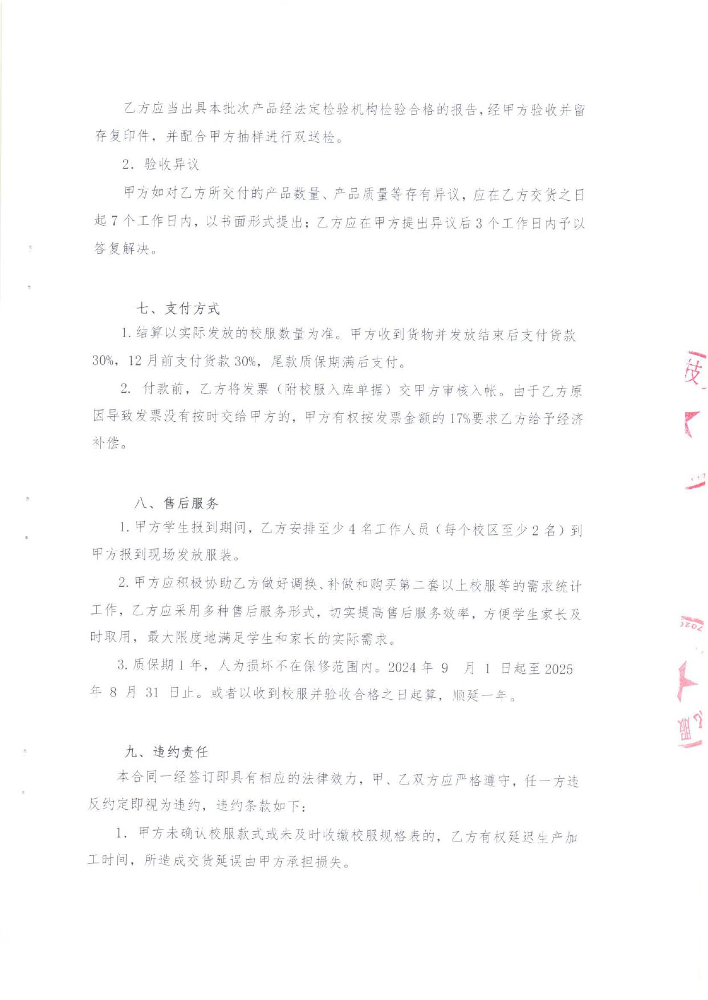 乙方应当出具本批次产品经法定检验机构检验合格的报告,经甲方验收并留
存复印件，并配合甲方抽样进行双送检。
2．验收异议
甲方如对乙方所交付的产品数量、产品质量等存有异议，应在乙方交货之日
起 7 个工作日内，以书面形式提出；乙方应在甲方提出异议后 3 个工作日内予以
答复解决。
七、支付方式
1.结算以实际发放的校服数量为准。甲方收到货物并发放结束后支付货款
30%，12 月前支付货款 30%，尾款质保期满后支付。
2. 付款前，乙方将发票（附校服入库单据）交甲方审核入帐。由于乙方原
因导致发票没有按时交给甲方的，甲方有权按发票金额的 17%要求乙方给予经济
补偿。
八、售后服务
1.甲方学生报到期间，乙方安排至少 4 名工作人员（每个校区至少 2 名）到
甲方报到现场发放服装。
2.甲方应积极协助乙方做好调换、补做和购买第二套以上校服等的需求统计
工作，乙方应采用多种售后服务形式，切实提高售后服务效率，方便学生家长及
时取用，最大限度地满足学生和家长的实际需求。
3.质保期 1 年，人为损坏不在保修范围内。2024 年 9 月 1 日起至 2025
年 8 月 31 日止。或者以收到校服并验收合格之日起算，顺延一年。
九、违约责任
本合同一经签订即具有相应的法律效力，甲、乙双方应严格遵守，任一方违
反约定即视为违约，违约条款如下：
1．甲方未确认校服款式或未及时收缴校服规格表的，乙方有权延迟生产加
工时间，所造成交货延误由甲方承担损失。
技
702
服